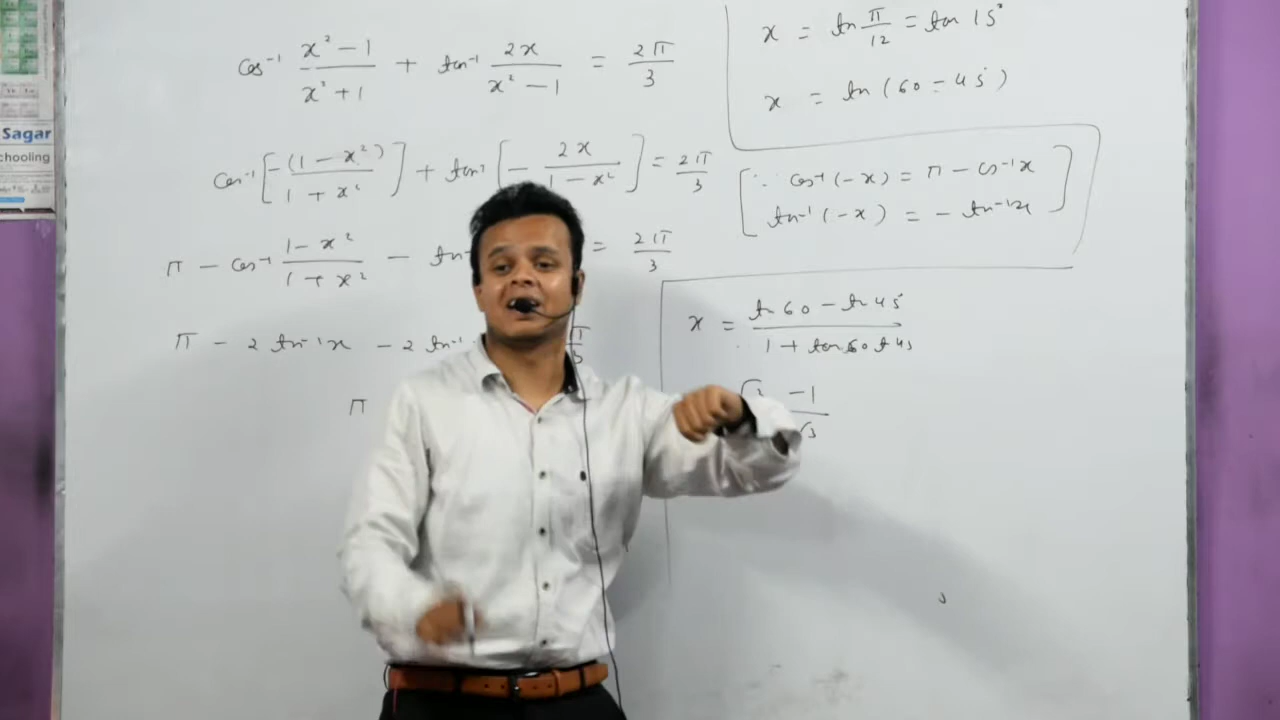 cos⁻¹ (x² − 1)/(x² + 1) + tan⁻¹ 2x/(x² − 1) = 2π/3
cos⁻¹ [−(1 − x²)/(1 + x²)] + tan⁻¹ [− 2x/(1 − x²)] = 2π/3
π − cos⁻¹ (1 − x²)/(1 + x²) − tan = 2π/3
π − 2 tan⁻¹x − 2 tan⁻¹
π
x = tan π/12 = tan 15°
x = tan (60 − 45°)
[∵ cos⁻¹(−x) = π − cos⁻¹x
tan⁻¹(−x) = − tan⁻¹x ]
x = (tan 60 − tan 45°)/(1 + tan 60 tan 45)
− 1
Sagar
chooling